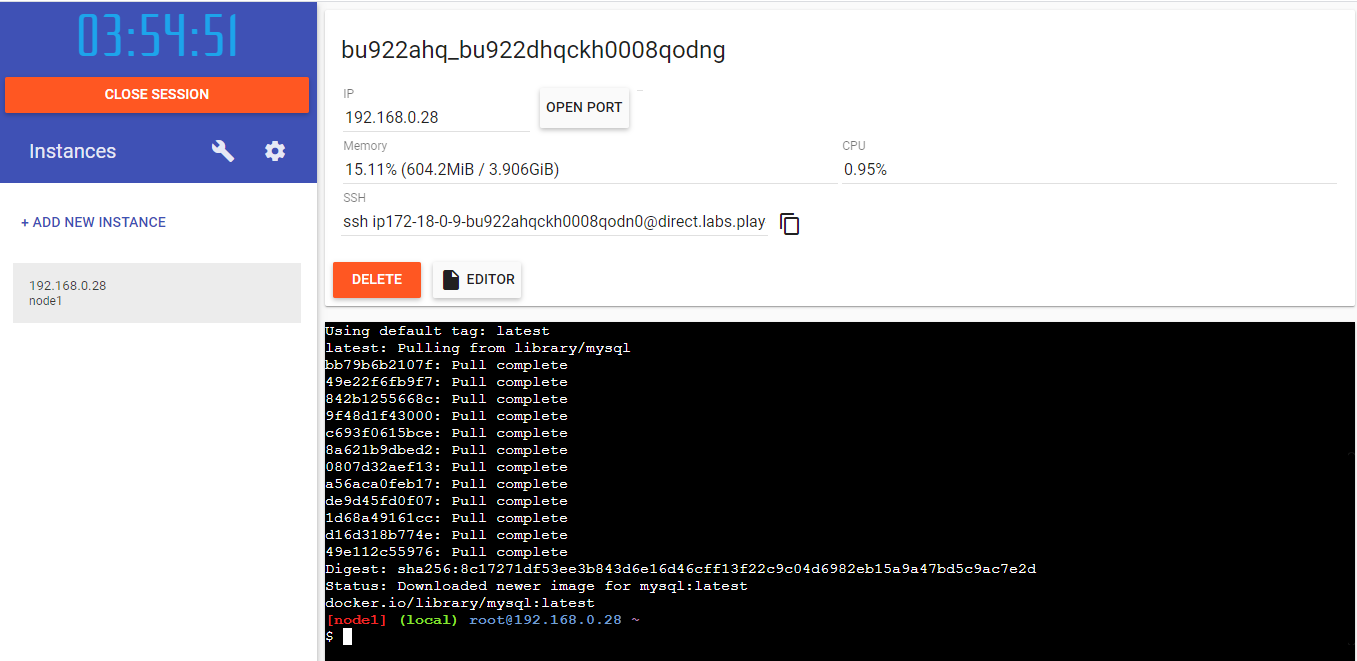 03:54:51
CLOSE SESSION
Instances
+ ADD NEW INSTANCE
192.168.0.28
node1
bu922ahq_bu922dhqckh0008qodng
IP
192.168.0.28
OPEN PORT
Memory
15.11% (604.2MiB / 3.906GiB)
CPU
0.95%
SSH
ssh ip172-18-0-9-bu922ahqckh0008qodn0@direct.labs.play
DELETE
EDITOR
Using default tag: latest
latest: Pulling from library/mysql
bb79b6b2107f: Pull complete
49e22f6fb9f7: Pull complete
842b1255668c: Pull complete
9f48d1f43000: Pull complete
c693f0615bce: Pull complete
8a621b9dbed2: Pull complete
0807d32aef13: Pull complete
a56aca0feb17: Pull complete
de9d45fd0f07: Pull complete
1d68a49161cc: Pull complete
d16d318b774e: Pull complete
49e112c55976: Pull complete
Digest: sha256:8c17271df53ee3b843d6e16d46cff13f22c9c04d6982eb15a9a47bd5c9ac7e2d
Status: Downloaded newer image for mysql:latest
docker.io/library/mysql:latest
[node1] (local) root@192.168.0.28 ~
$